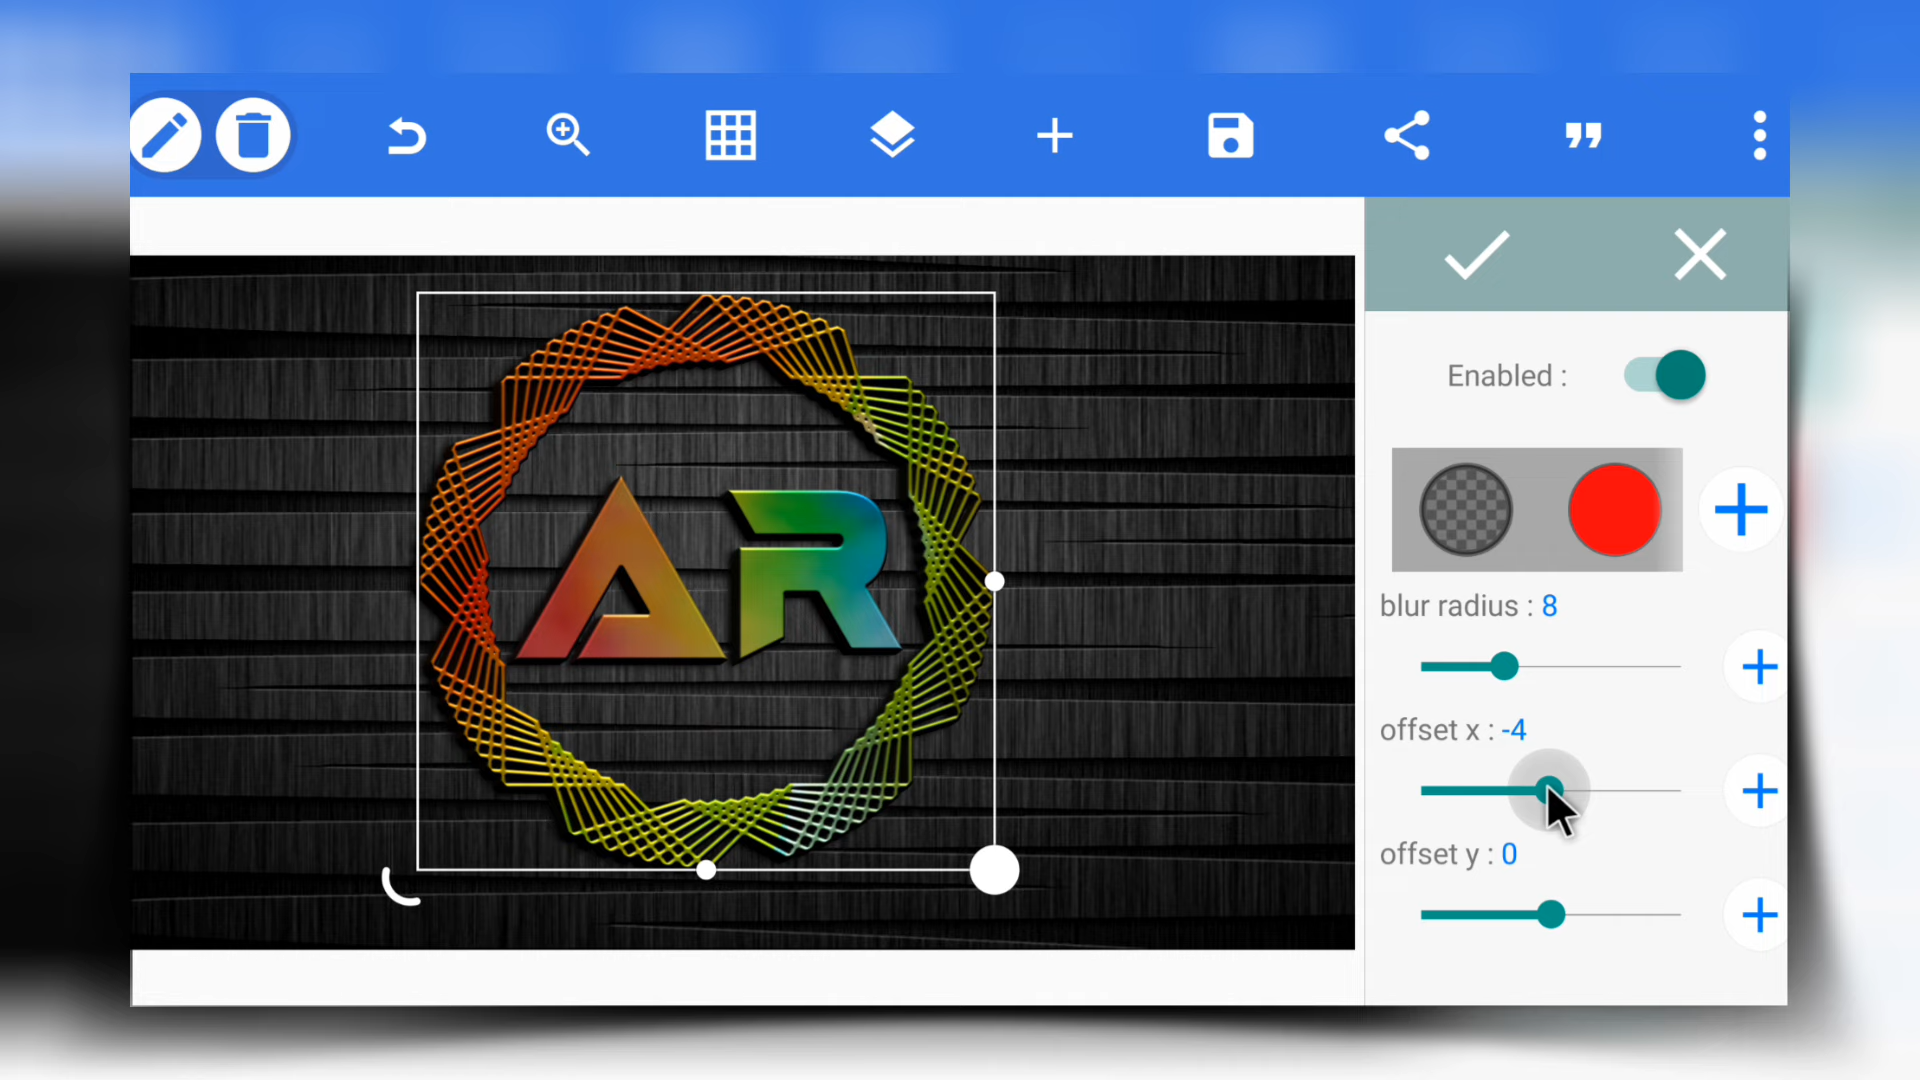 Enabled :
AR
blur radius : 8
offset x : -4
offset y : 0